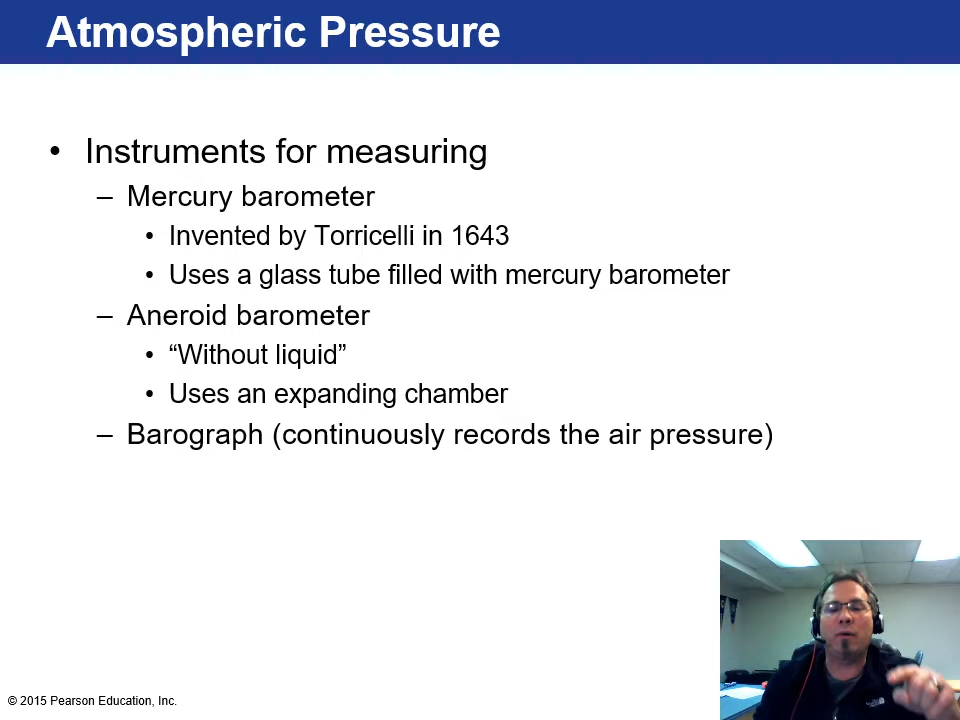 Atmospheric Pressure
• Instruments for measuring
– Mercury barometer
• Invented by Torricelli in 1643
• Uses a glass tube filled with mercury barometer
– Aneroid barometer
• “Without liquid”
• Uses an expanding chamber
– Barograph (continuously records the air pressure)
© 2015 Pearson Education, Inc.